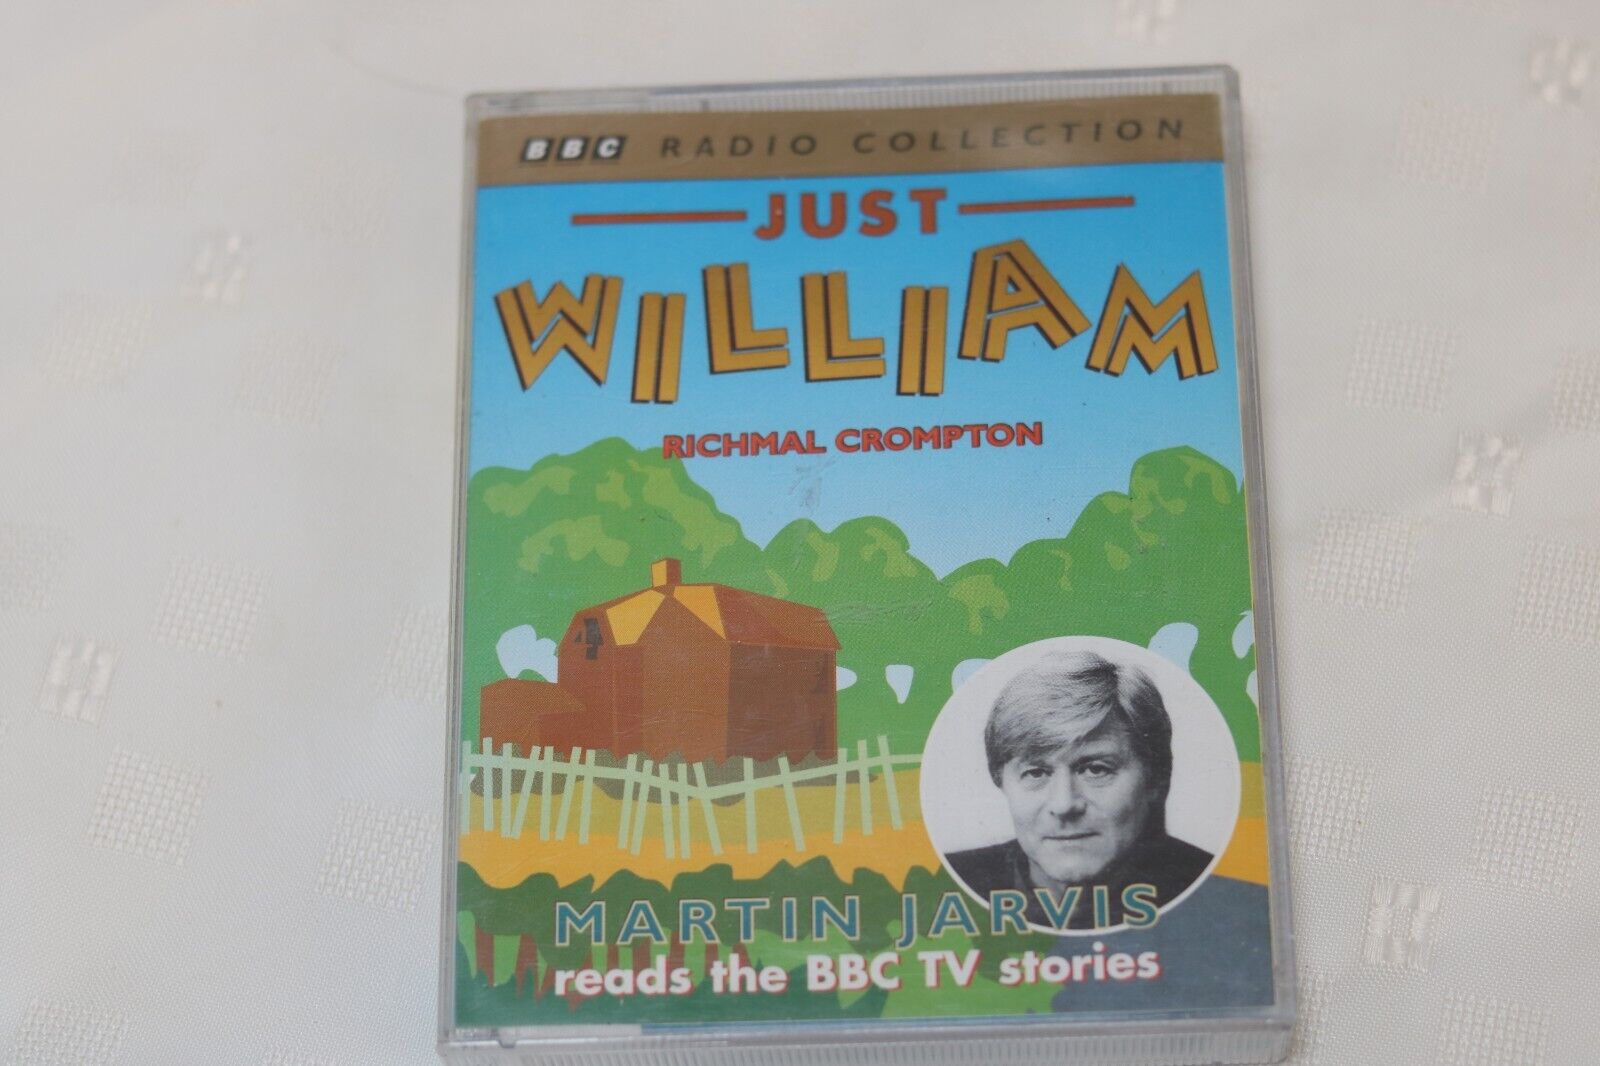 BBC RADIO COLLECTION
JUST
WILLIAM
RICHMAL CROMPTON
MARTIN JARVIS
reads the BBC TV stories